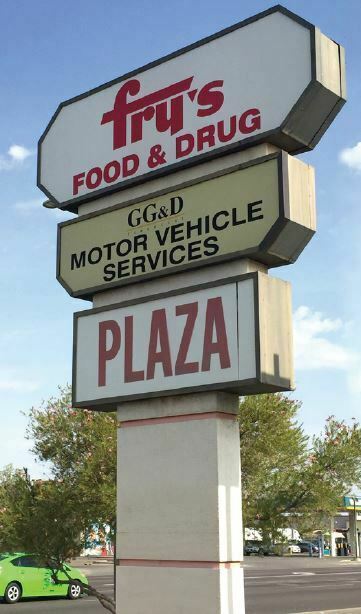 fry's
FOOD & DRUG
GG&D
MOTOR VEHICLE
SERVICES
PLAZA